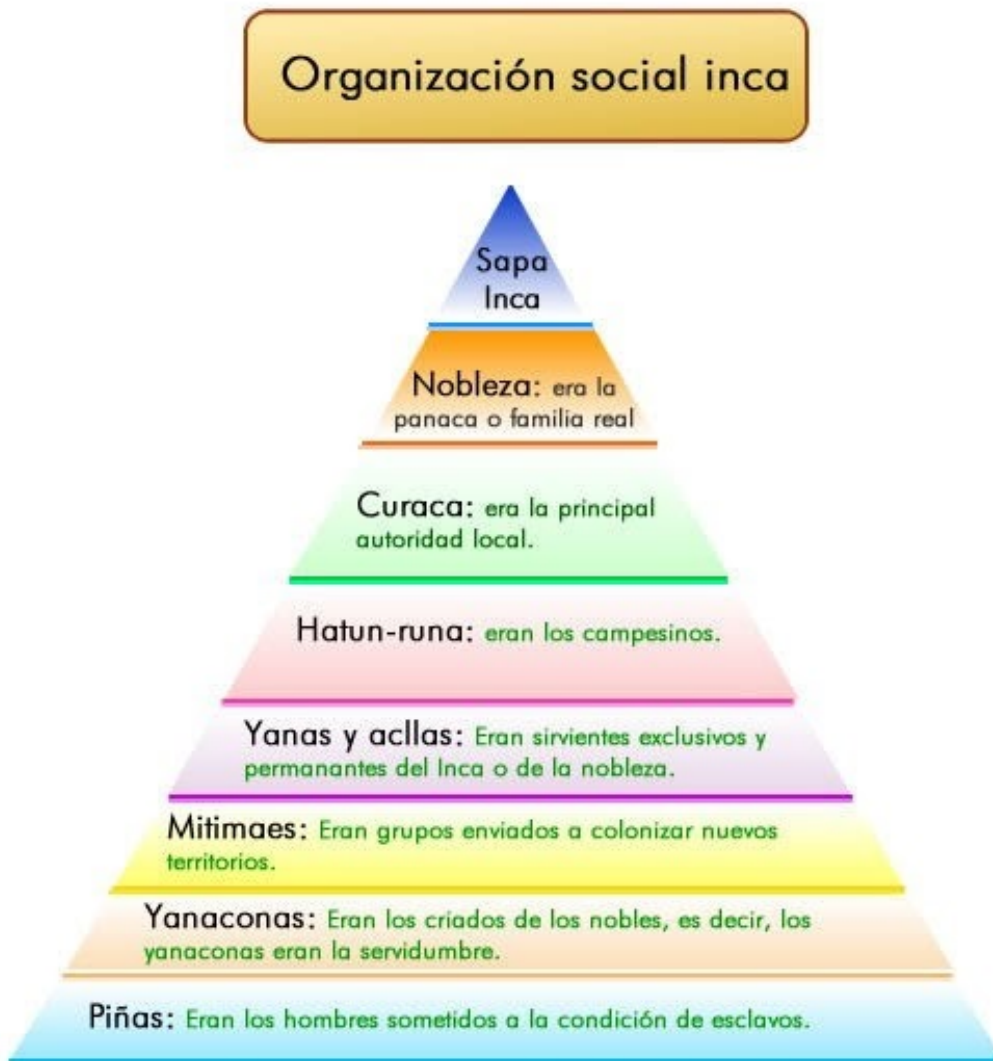 Organización social inca
Sapa
Inca
Nobleza: era la
panaca o familia real
Curaca: era la principal
autoridad local.
Hatun-runa: eran los campesinos.
Yanas y acllas: Eran sirvientes exclusivos y
permanantes del Inca o de la nobleza.
Mitimaes: Eran grupos enviados a colonizar nuevos
territorios.
Yanaconas: Eran los criados de los nobles, es decir, los
yanaconas eran la servidumbre.
Piñas: Eran los hombres sometidos a la condición de esclavos.